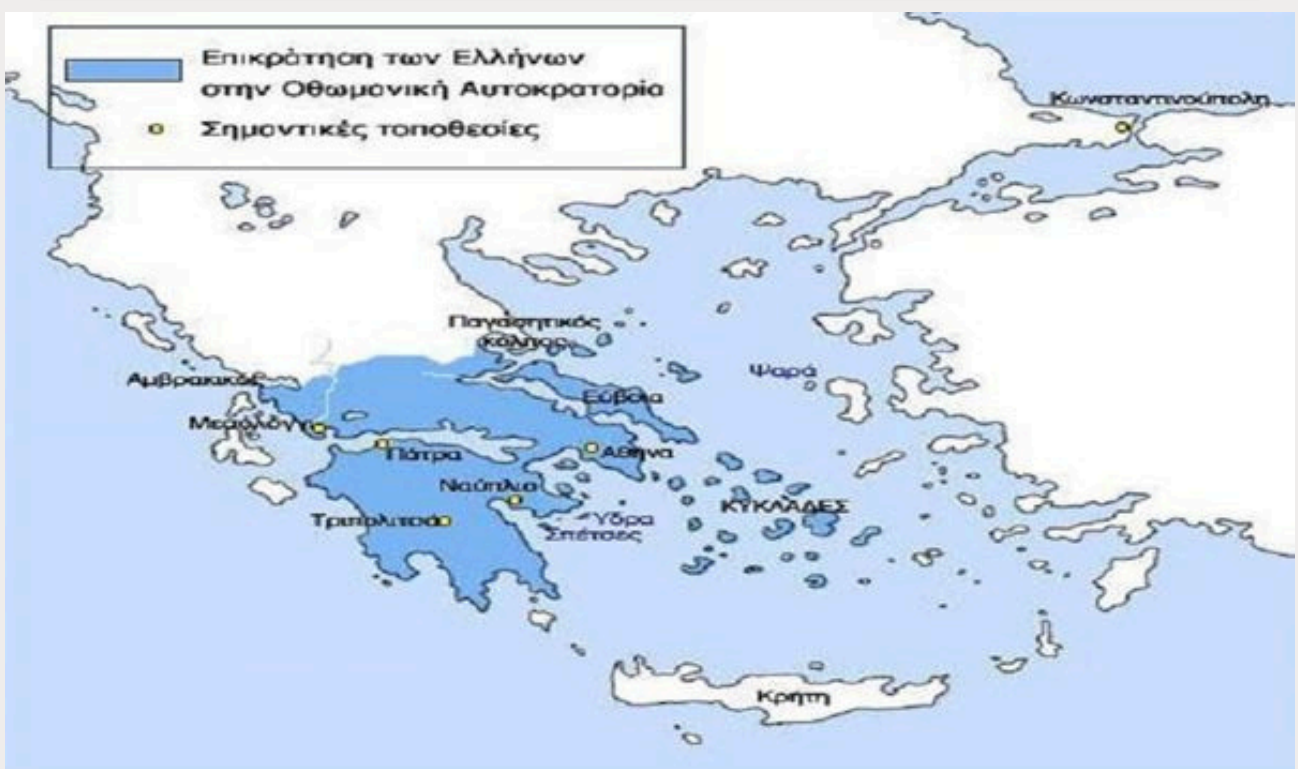 Επικράτηση των Ελλήνων
στην Οθωμανική Αυτοκρατορία
Σημαντικές τοποθεσίες
Κωνσταντινούπολη
Παγασητικός
κόλπος
Αμβρακικός
Ψαρά
Εύβοια
Μεσολόγγι
Πάτρα
Αθήνα
Ναύπλιο
ΚΥΚΛΑΔΕΣ
Τριπολιτσά
Ύδρα
Σπέτσες
Κρήτη